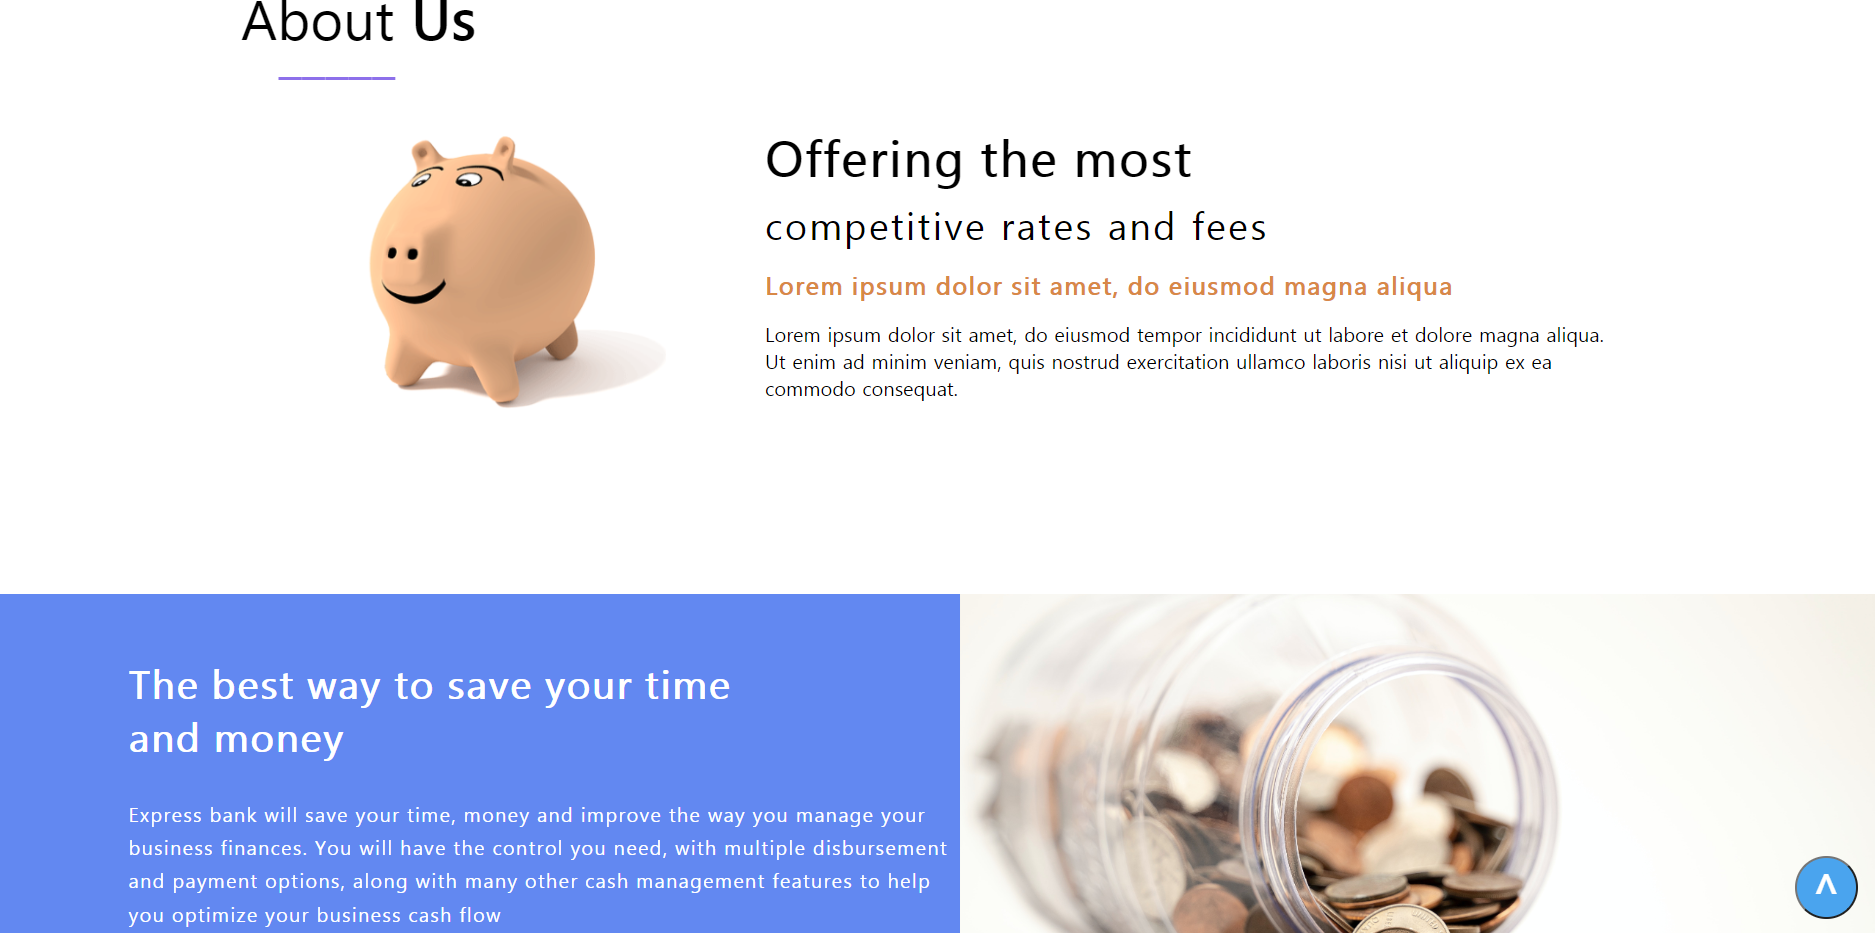 About Us
Offering the most
competitive rates and fees
Lorem ipsum dolor sit amet, do eiusmod magna aliqua
Lorem ipsum dolor sit amet, do eiusmod tempor incididunt ut labore et dolore magna aliqua.
Ut enim ad minim veniam, quis nostrud exercitation ullamco laboris nisi ut aliquip ex ea
commodo consequat.
The best way to save your time
and money
Express bank will save your time, money and improve the way you manage your
business finances. You will have the control you need, with multiple disbursement
and payment options, along with many other cash management features to help
you optimize your business cash flow
^